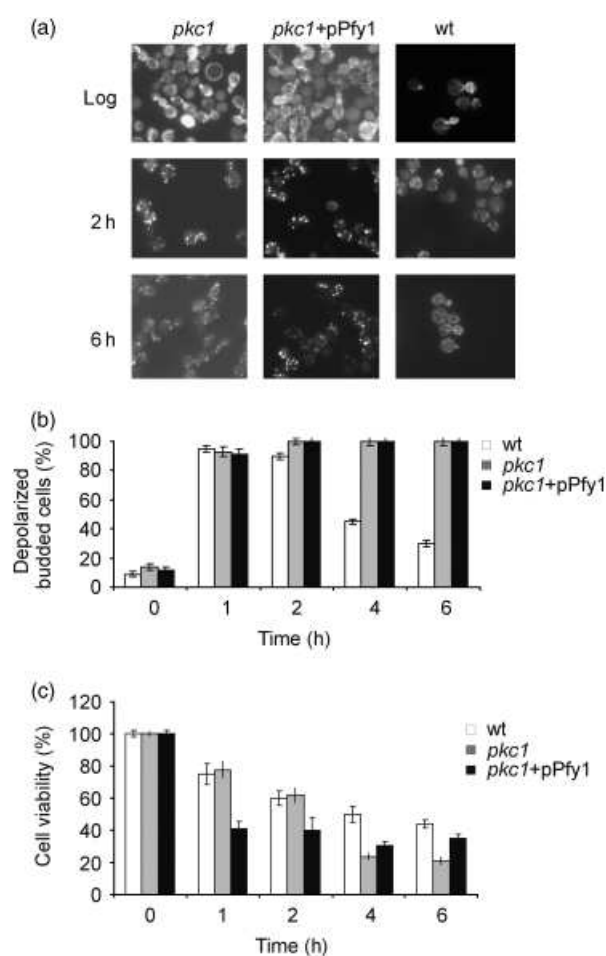 (a)
pkc1 pkc1+pPfy1 wt
Log
2 h
6 h
(b)
Depolarized
budded cells (%)
100
80
60
40
20
0
0 1 2 4 6
Time (h)
wt
pkc1
pkc1+pPfy1
(c)
Cell viability (%)
120
100
80
60
40
20
0
0 1 2 4 6
Time (h)
wt
pkc1
pkc1+pPfy1